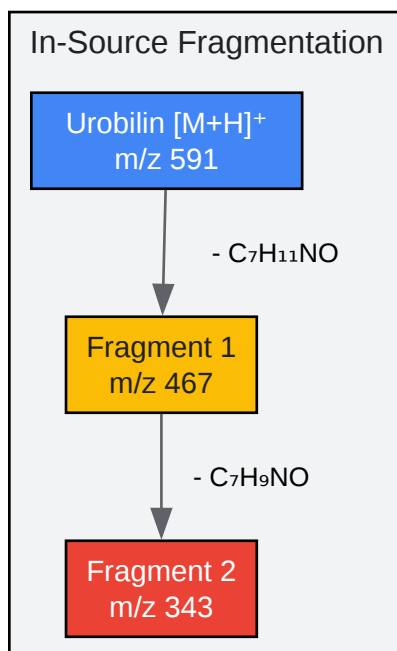 In-Source Fragmentation
Urobilin [M+H]⁺
m/z 591
- C₇H₁₁NO
Fragment 1
m/z 467
- C₇H₉NO
Fragment 2
m/z 343